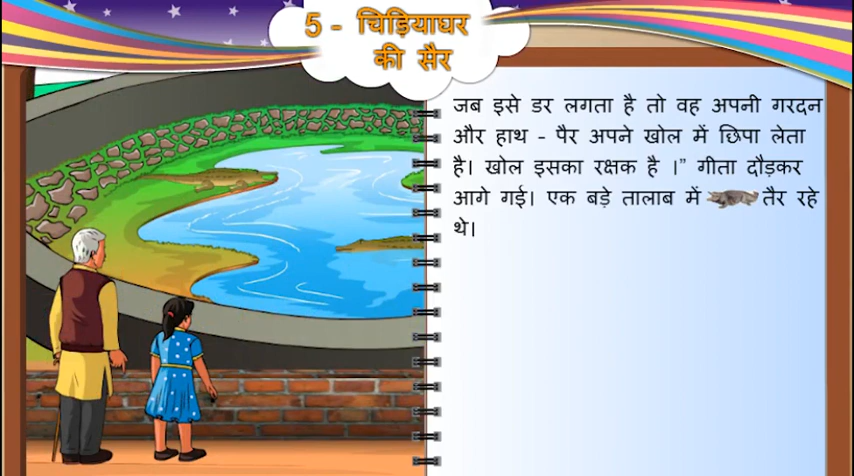 5 - चिड़ियाघर
की सैर
जब इसे डर लगता है तो वह अपनी गरदन
और हाथ - पैर अपने खोल में छिपा लेता
है। खोल इसका रक्षक है ।” गीता दौड़कर
आगे गई। एक बड़े तालाब में तैर रहे
थे।